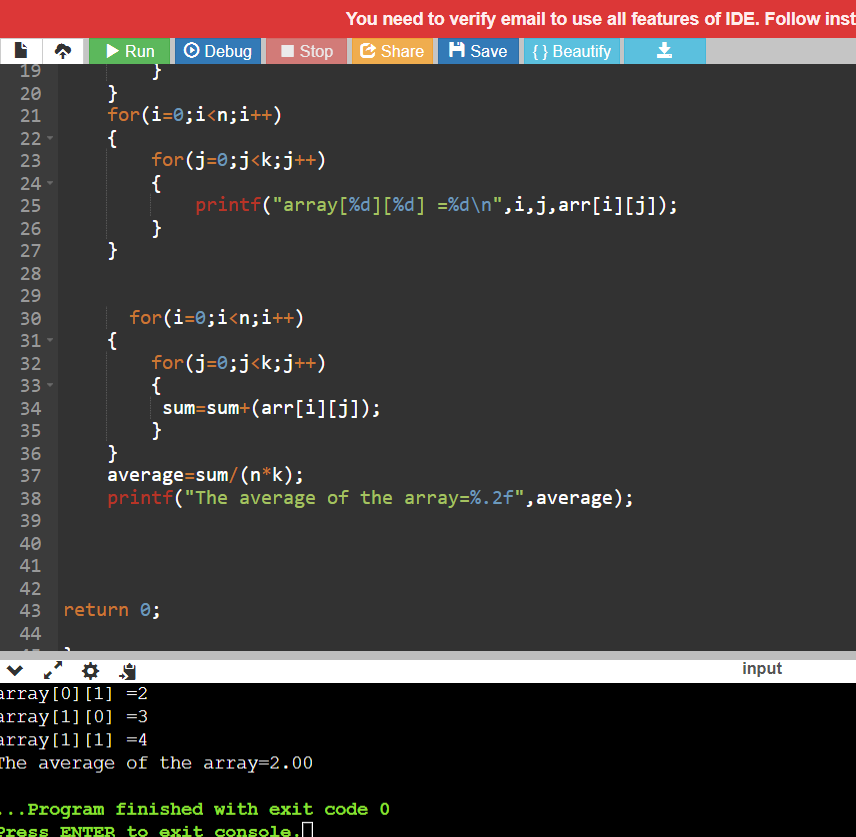 You need to verify email to use all features of IDE. Follow inst
Run Debug Stop Share Save {} Beautify
19 }
20 }
21 for(i=0;i<n;i++)
22 {
23 for(j=0;j<k;j++)
24 {
25 printf("array[%d][%d] =%d\n",i,j,arr[i][j]);
26 }
27 }
28
29
30 for(i=0;i<n;i++)
31 {
32 for(j=0;j<k;j++)
33 {
34 sum=sum+(arr[i][j]);
35 }
36 }
37 average=sum/(n*k);
38 printf("The average of the array=%.2f",average);
39
40
41
42
43 return 0;
44
input
array[0][1] =2
array[1][0] =3
array[1][1] =4
The average of the array=2.00
...Program finished with exit code 0
Press ENTER to exit console.